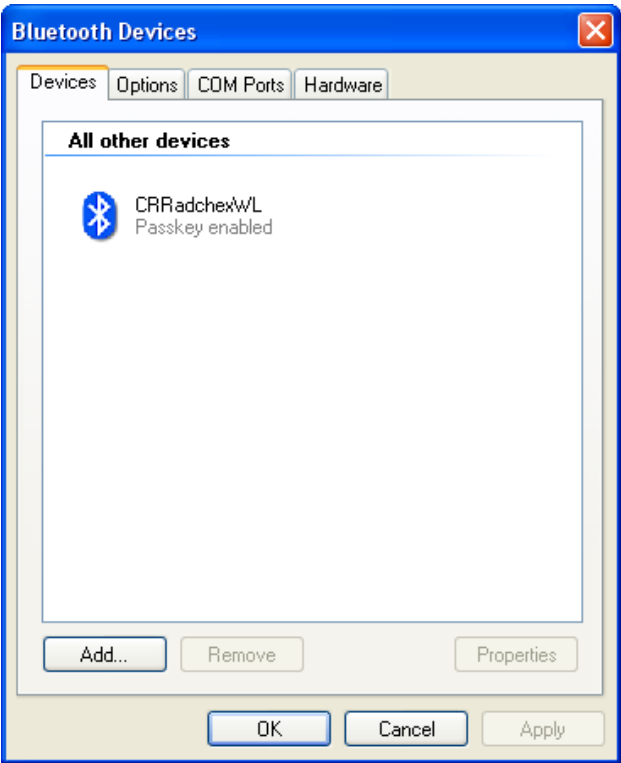 Bluetooth Devices
Devices Options COM Ports Hardware
All other devices
CRRadchexWL
Passkey enabled
Add... Remove Properties
OK Cancel Apply